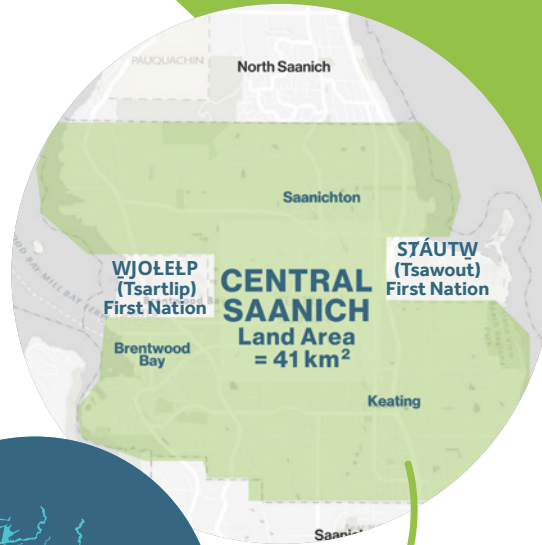 PAUQUACHIN
North Saanich
Saanichton
W̱JOȽEȽP
(Tsartlip)
First Nation
SȾÁUTW̱
(Tsawout)
First Nation
CENTRAL
SAANICH
Land Area
= 41 km²
Brentwood
Bay
Keating